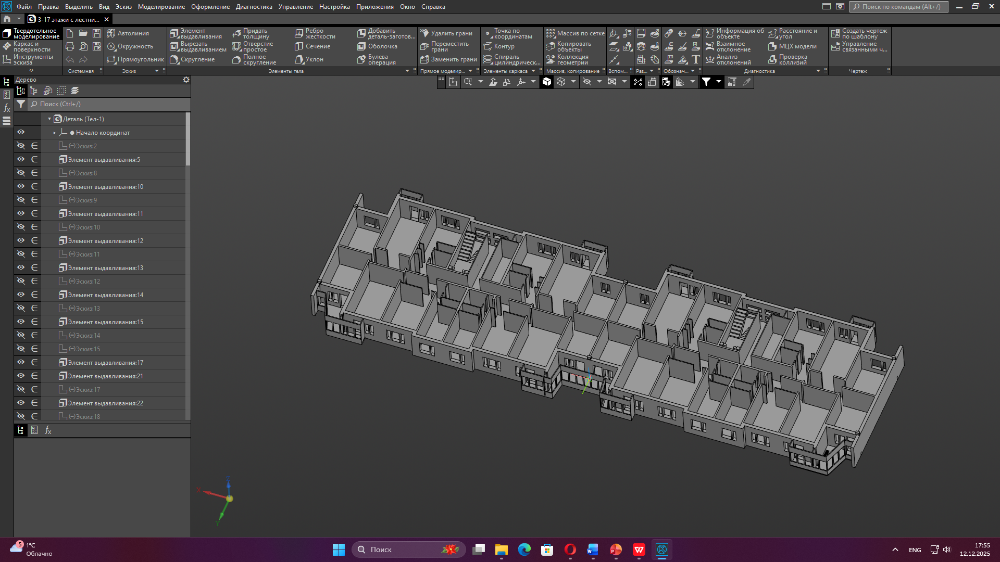 Файл Правка Выделить Вид Эскиз Моделирование Оформление Диагностика Управление Настройка Приложения Окно Справка
Поиск по командам (Alt+/)
3-17 этажи с лестни...
Твердотельное моделирование
Каркас и поверхности
Инструменты эскиза
Системная
Автолиния
Окружность
Прямоугольник
Эскиз
Элемент выдавливания
Вырезать выдавливанием
Скругление
Придать толщину
Отверстие простое
Полное скругление
Ребро жесткости
Сечение
Уклон
Добавить деталь-заготов...
Оболочка
Булева операция
Элементы тела
Удалить грани
Переместить грани
Заменить грани
Прямое моделир...
Точка по координатам
Контур
Спираль цилиндрическ...
Элементы каркаса
Массив по сетке
Копировать объекты
Коллекция геометрии
Массив, копирование
Вспом...
Раз...
Обознач...
Информация об объекте
Взаимное отклонение
Анализ отклонений
Расстояние и угол
МЦХ модели
Проверка коллизий
Диагностика
Создать чертеж по шаблону
Управление связанными ч...
Чертеж
Дерево
Поиск (Ctrl+/)
Деталь (Тел-1)
Начало координат
(−)Эскиз:2
Элемент выдавливания:5
(−)Эскиз:8
Элемент выдавливания:10
(−)Эскиз:9
Элемент выдавливания:11
(−)Эскиз:10
Элемент выдавливания:12
(−)Эскиз:11
Элемент выдавливания:13
(−)Эскиз:12
Элемент выдавливания:14
(−)Эскиз:13
Элемент выдавливания:15
(−)Эскиз:14
(−)Эскиз:15
Элемент выдавливания:17
Элемент выдавливания:21
(−)Эскиз:17
Элемент выдавливания:22
(−)Эскиз:18
Z
X
Y
5
1°C
Облачно
Поиск
ENG
17:55
12.12.2025